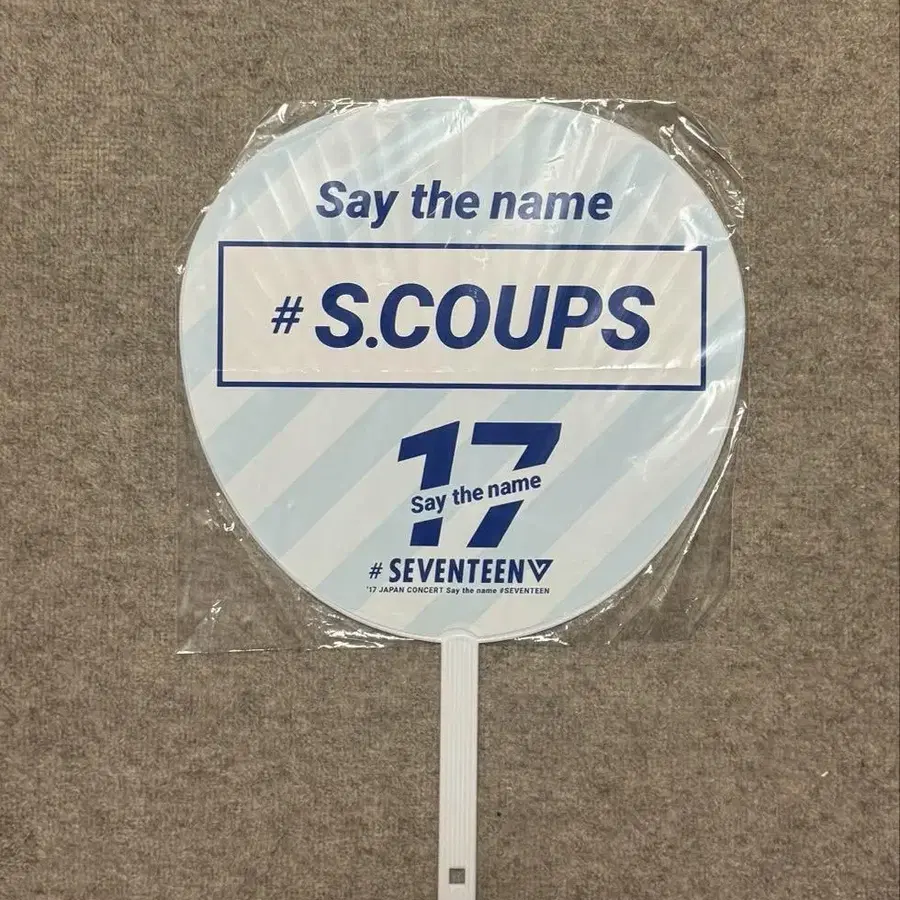 Say the name
# S.COUPS
17
Say the name
# SEVENTEEN
'17 JAPAN CONCERT Say the name #SEVENTEEN